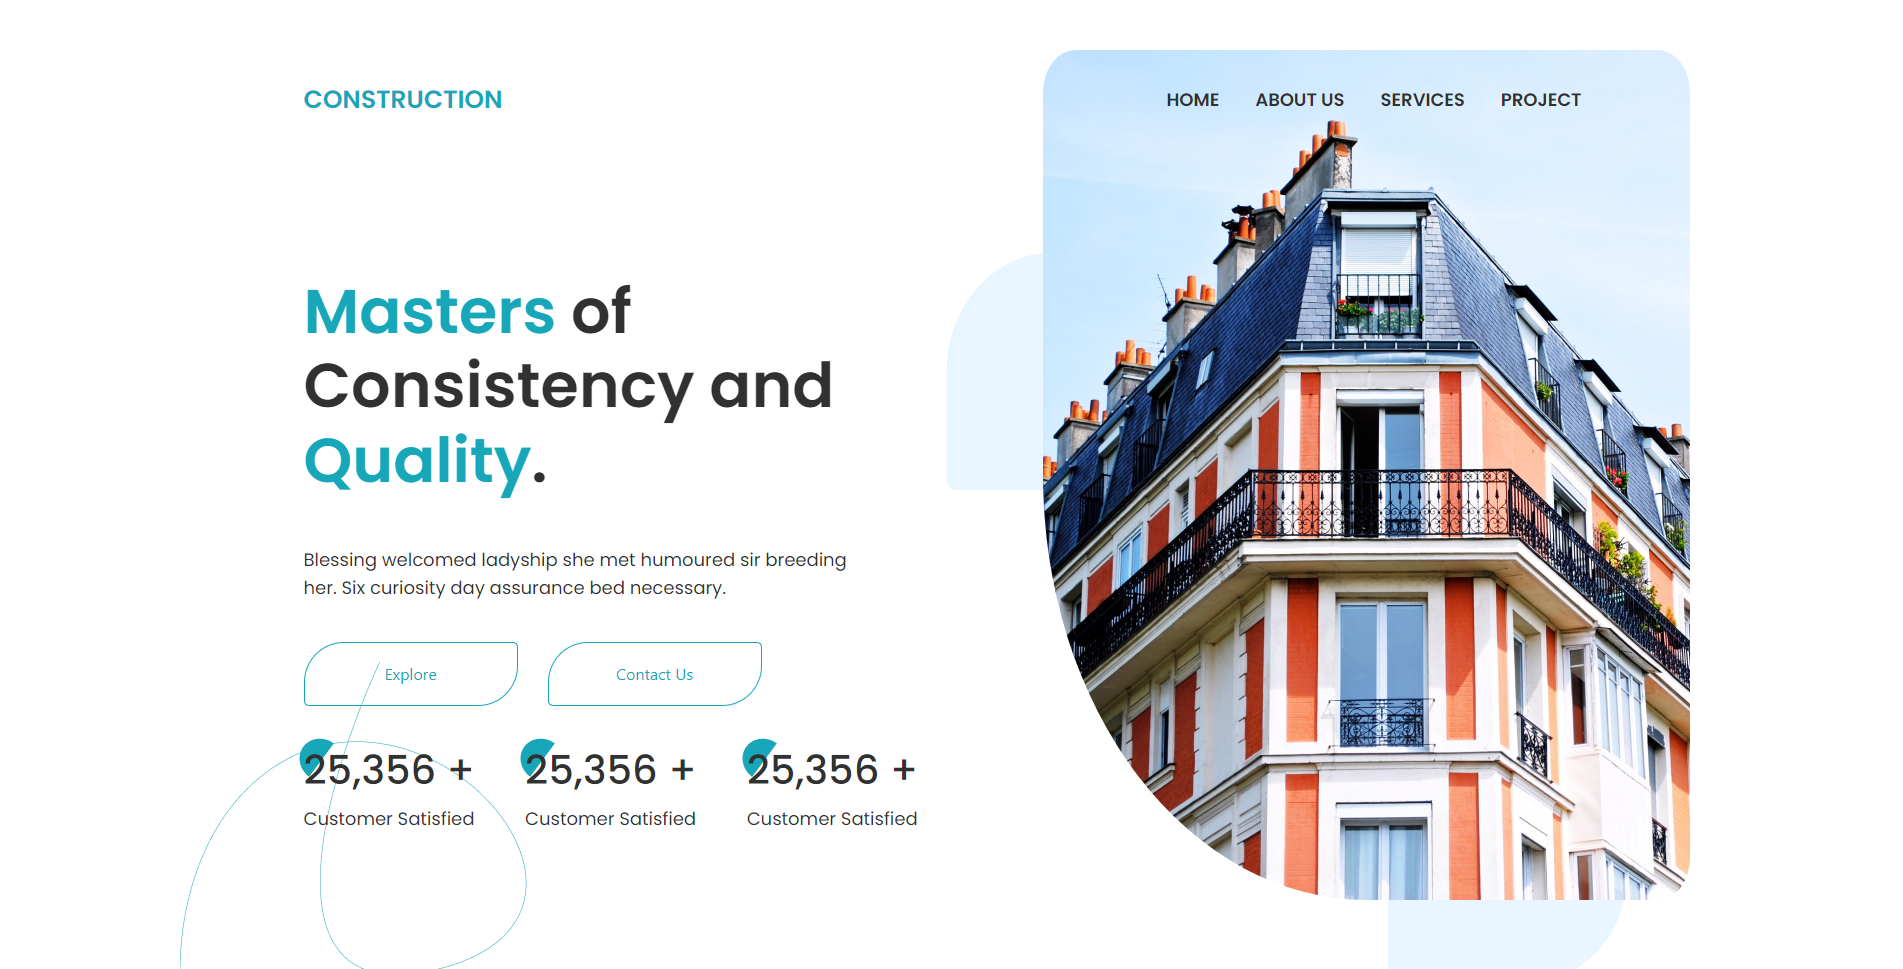 CONSTRUCTION
HOME ABOUT US SERVICES PROJECT
Masters of
Consistency and
Quality.
Blessing welcomed ladyship she met humoured sir breeding
her. Six curiosity day assurance bed necessary.
Explore Contact Us
25,356 + 25,356 + 25,356 +
Customer Satisfied Customer Satisfied Customer Satisfied